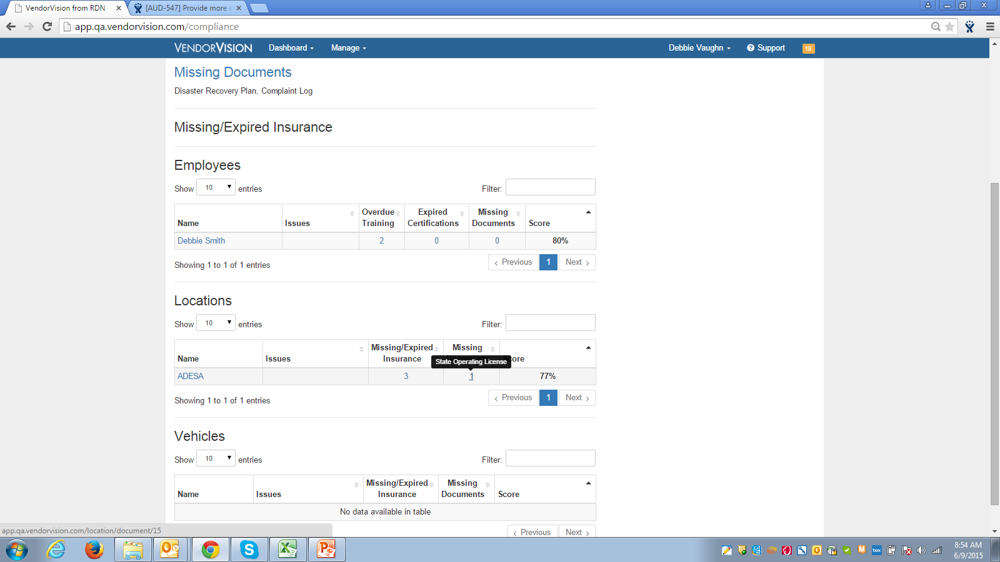 VendorVision from RDN
[AUD-547] Provide more e
app.qa.vendorvision.com/compliance
VENDORVISION
Dashboard
Manage
Debbie Vaughn
Support
18
Missing Documents
Disaster Recovery Plan, Complaint Log
Missing/Expired Insurance
Employees
Show 10 entries
Filter:
Name Issues Overdue Training Expired Certifications Missing Documents Score
Debbie Smith 2 0 0 80%
Showing 1 to 1 of 1 entries
‹ Previous 1 Next ›
Locations
Show 10 entries
Filter:
Name Issues Missing/Expired Insurance Missing Score
State Operating License
ADESA 3 1 77%
Showing 1 to 1 of 1 entries
‹ Previous 1 Next ›
Vehicles
Show 10 entries
Filter:
Name Issues Missing/Expired Insurance Missing Documents Score
No data available in table
‹ Previous Next ›
app.qa.vendorvision.com/location/document/15
box
8:54 AM
6/9/2015